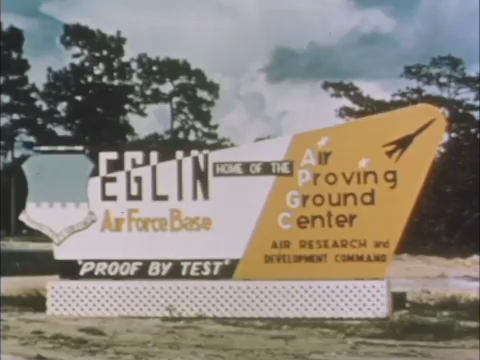 EGLIN
Air Force Base
HOME OF THE
Air
Proving
Ground
Center
AIR RESEARCH and
DEVELOPMENT COMMAND
"PROOF BY TEST"